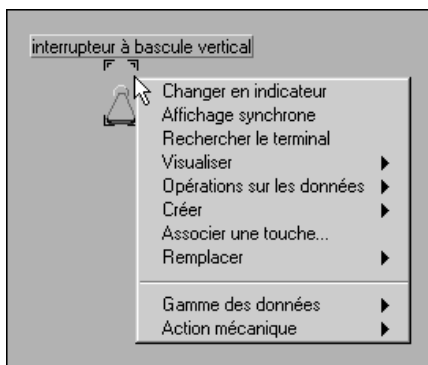 interrupteur à bascule vertical
Changer en indicateur
Affichage synchrone
Rechercher le terminal
Visualiser
Opérations sur les données
Créer
Associer une touche...
Remplacer
Gamme des données
Action mécanique